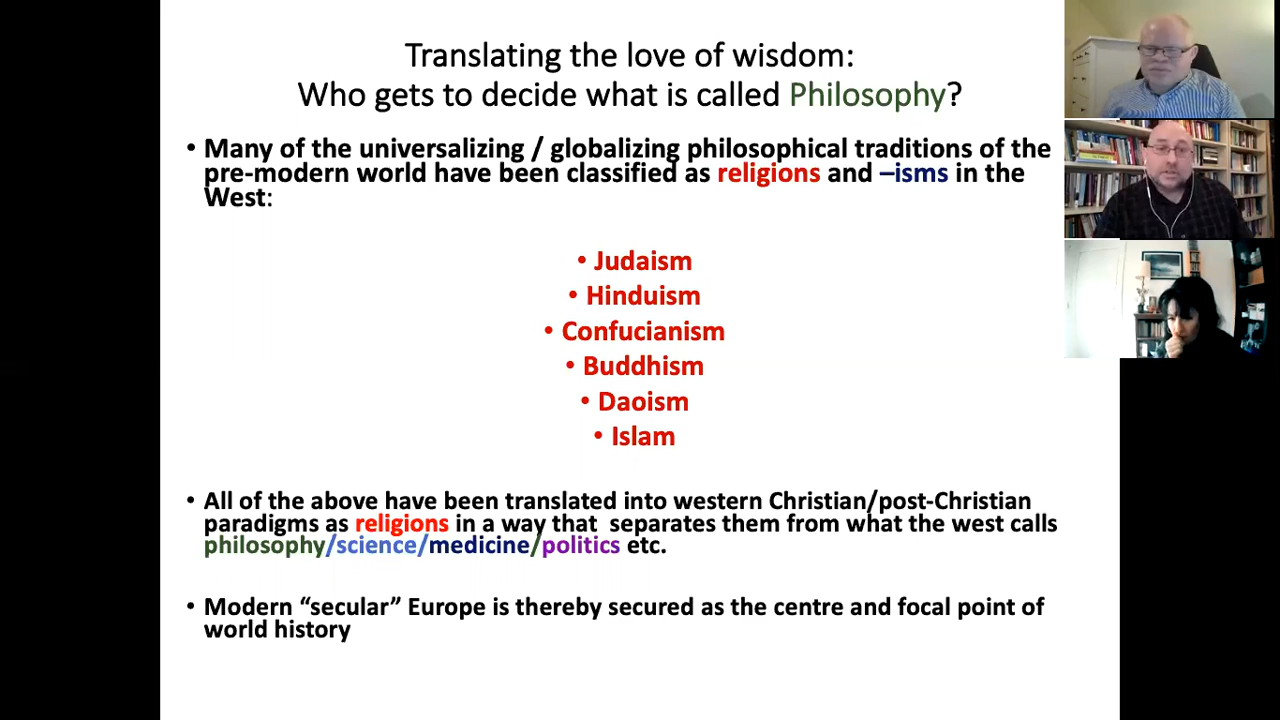 Translating the love of wisdom:
Who gets to decide what is called Philosophy?
• Many of the universalizing / globalizing philosophical traditions of the
pre-modern world have been classified as religions and –isms in the
West:
• Judaism
• Hinduism
• Confucianism
• Buddhism
• Daoism
• Islam
• All of the above have been translated into western Christian/post-Christian
paradigms as religions in a way that separates them from what the west calls
philosophy/science/medicine/politics etc.
• Modern “secular” Europe is thereby secured as the centre and focal point of
world history